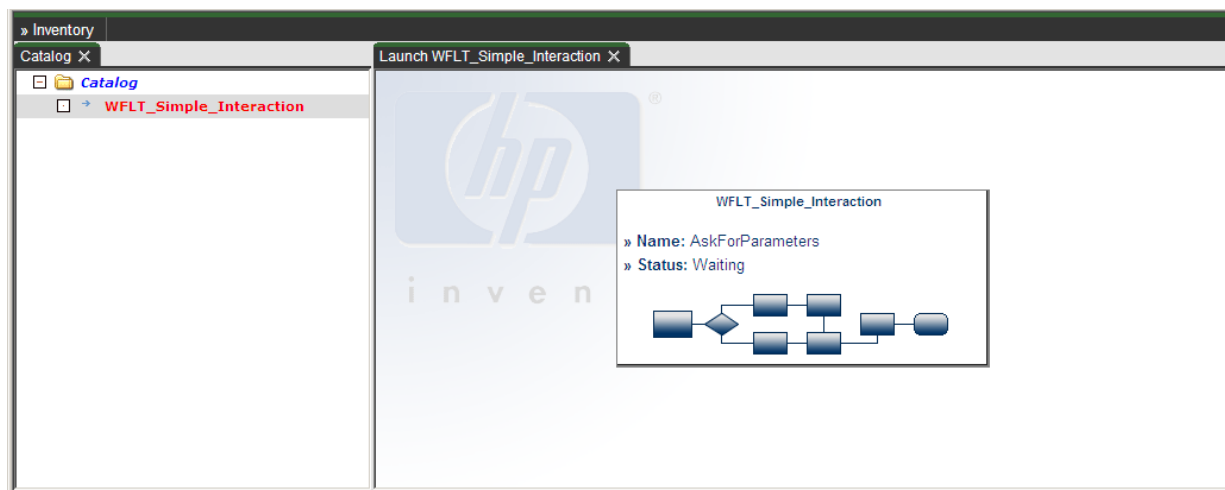 » Inventory
Catalog X
Launch WFLT_Simple_Interaction X
Catalog
WFLT_Simple_Interaction
hp
®
i n v e n
WFLT_Simple_Interaction
» Name: AskForParameters
» Status: Waiting